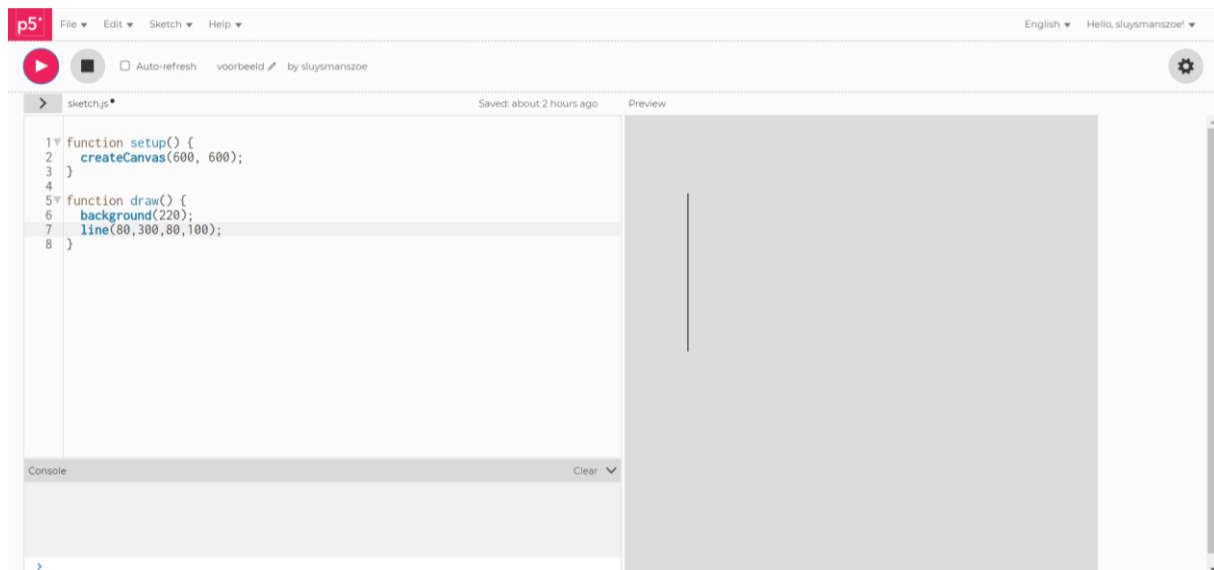 p5* File Edit Sketch Help English Hello, sluysmanszoe!
Auto-refresh voorbeeld by sluysmanszoe
> sketch.js Saved: about 2 hours ago Preview
1 function setup() {
2 createCanvas(600, 600);
3 }
4
5 function draw() {
6 background(220);
7 line(80,300,80,100);
8 }
Console Clear
>